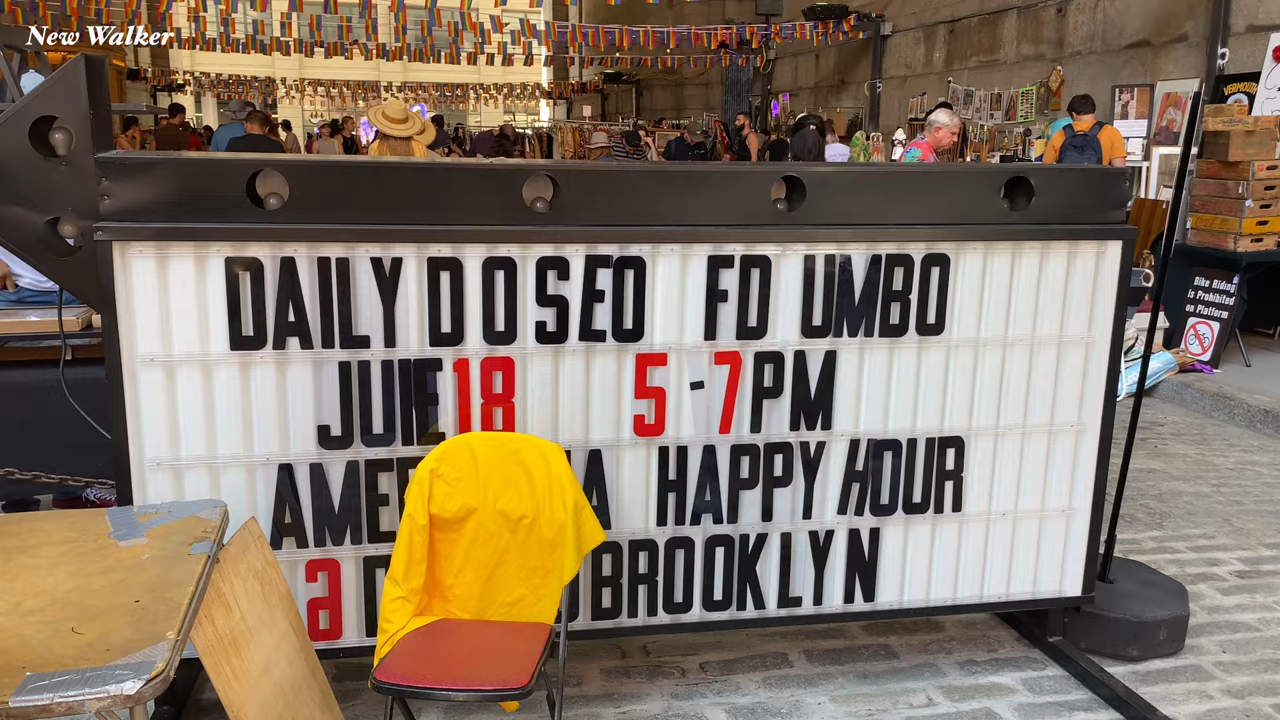 New Walker
VERMOUTH
DAILY DOSEO FD UMBO
Bike Riding
is Prohibited
on Platform
JUIE 18 5-7PM
HAPPY HOUR
a BROOKLYN